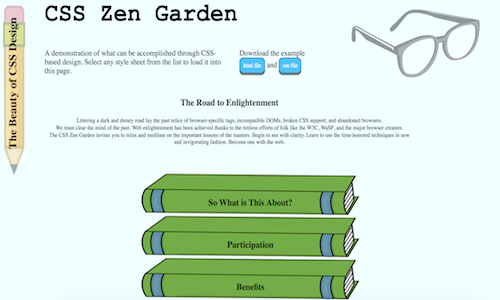 CSS Zen Garden
The Beauty of CSS Design
A demonstration of what can be accomplished through CSS-
based design. Select any style sheet from the list to load it into
this page.
Download the example
html file and css file
The Road to Enlightenment
Littering a dark and dreary road lay the past relics of browser-specific tags, incompatible DOMs, broken CSS support, and abandoned browsers.
We must clear the mind of the past. Web enlightenment has been achieved thanks to the tireless efforts of folk like the W3C, WaSP, and the major browser creators.
The CSS Zen Garden invites you to relax and meditate on the important lessons of the masters. Begin to see with clarity. Learn to use the time-honored techniques in new
and invigorating fashion. Become one with the web.
So What is This About?
Participation
Benefits